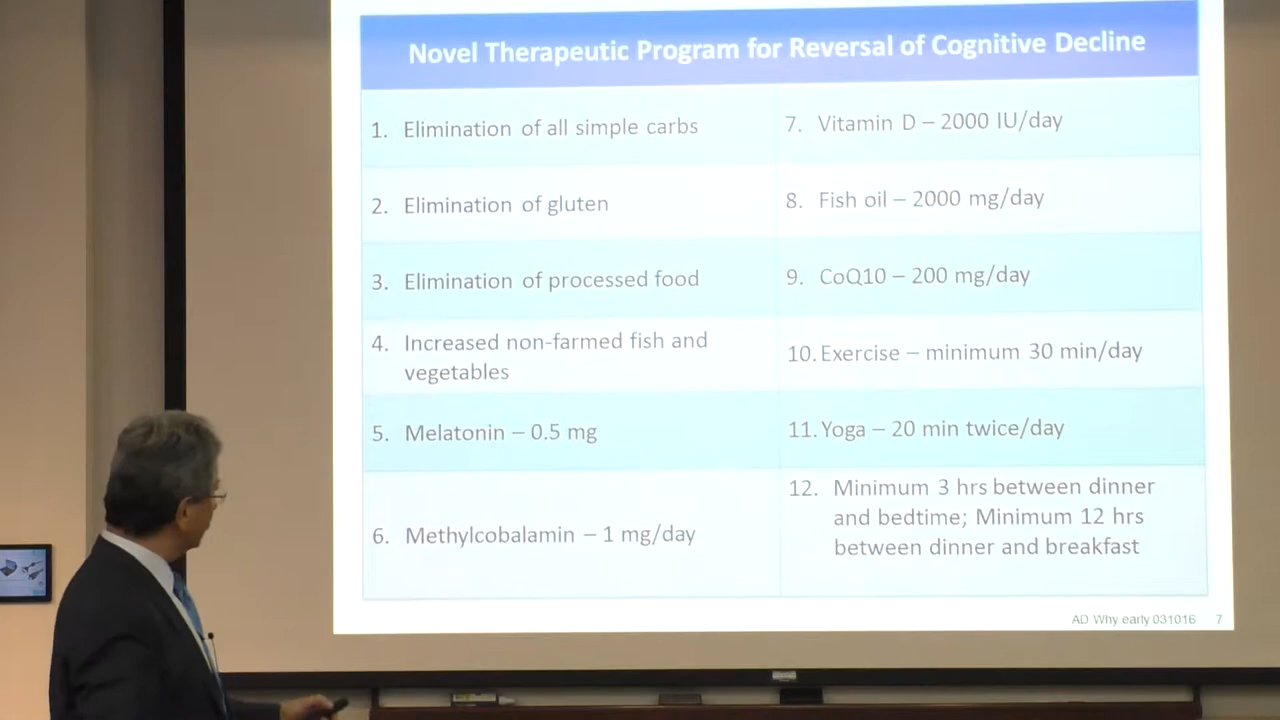 Novel Therapeutic Program for Reversal of Cognitive Decline
1. Elimination of all simple carbs
2. Elimination of gluten
3. Elimination of processed food
4. Increased non-farmed fish and
vegetables
5. Melatonin – 0.5 mg
6. Methylcobalamin – 1 mg/day
7. Vitamin D – 2000 IU/day
8. Fish oil – 2000 mg/day
9. CoQ10 – 200 mg/day
10. Exercise – minimum 30 min/day
11. Yoga – 20 min twice/day
12. Minimum 3 hrs between dinner
and bedtime; Minimum 12 hrs
between dinner and breakfast
AD Why early 031016 7